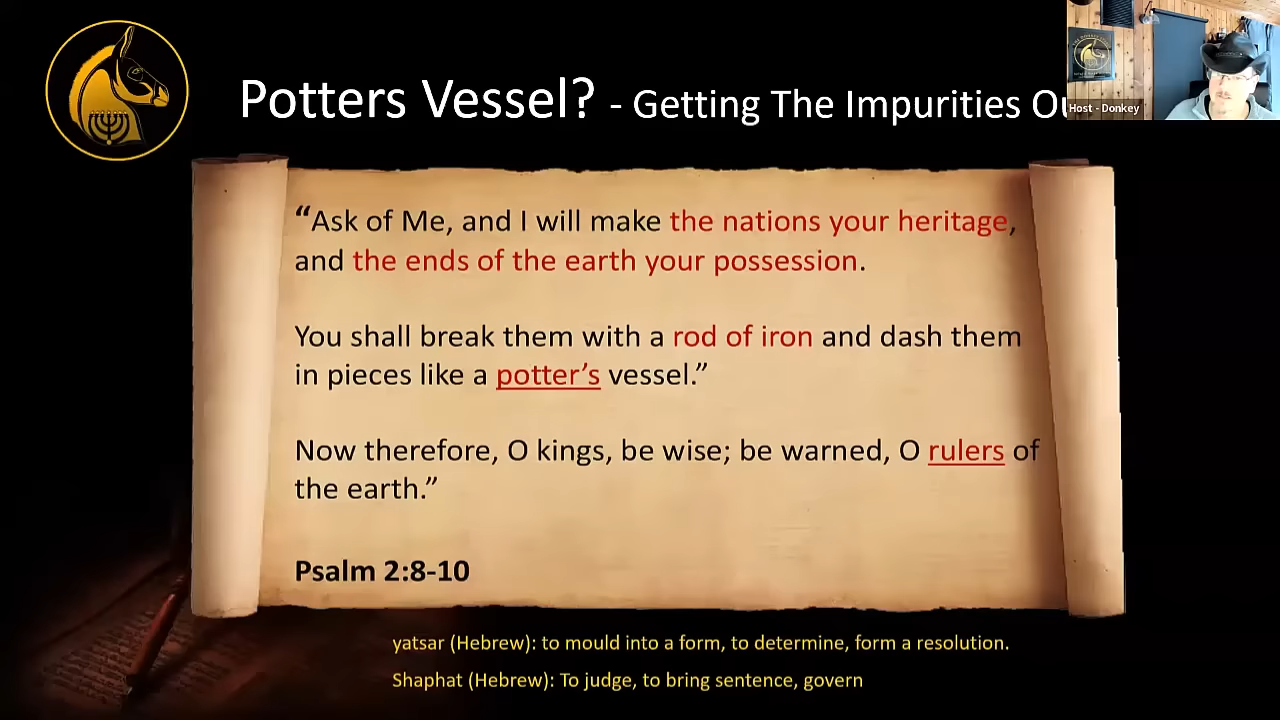 Potters Vessel? - Getting The Impurities Ou
Host - Donkey
“Ask of Me, and I will make the nations your heritage,
and the ends of the earth your possession.
You shall break them with a rod of iron and dash them
in pieces like a potter’s vessel.”
Now therefore, O kings, be wise; be warned, O rulers of
the earth.”
Psalm 2:8-10
yatsar (Hebrew): to mould into a form, to determine, form a resolution.
Shaphat (Hebrew): To judge, to bring sentence, govern